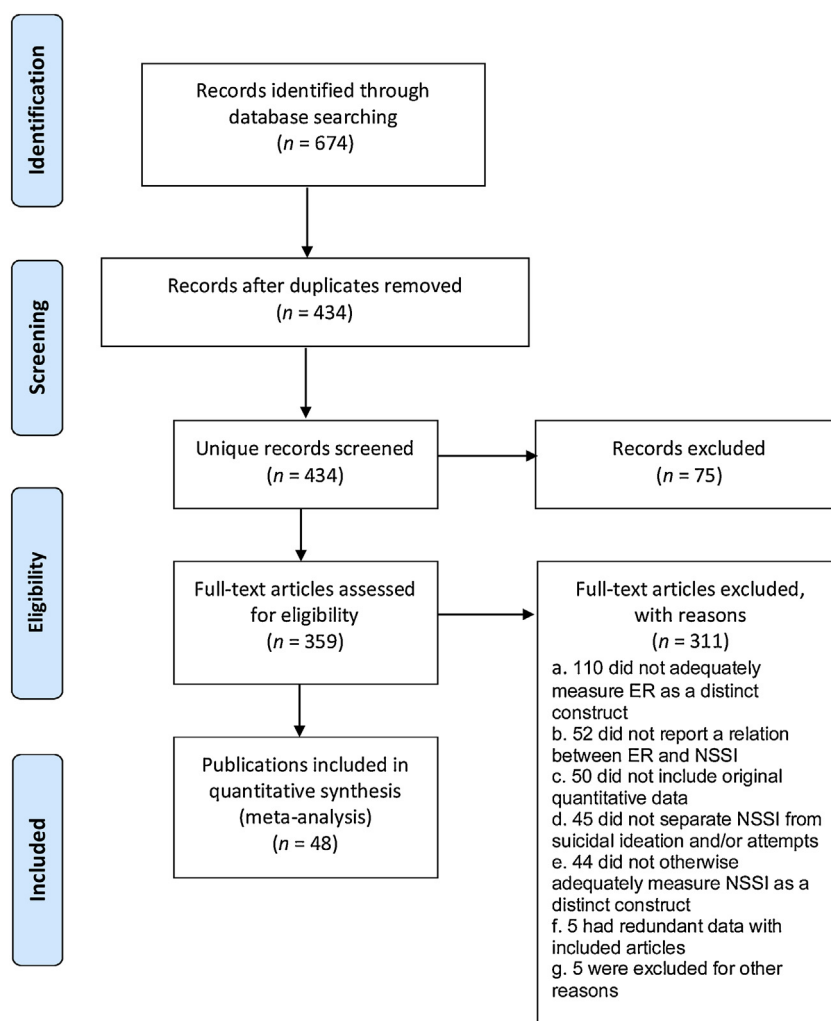 Identification
Records identified through
database searching
(n = 674)
Screening
Records after duplicates removed
(n = 434)
Unique records screened
(n = 434)
Records excluded
(n = 75)
Eligibility
Full-text articles assessed
for eligibility
(n = 359)
Full-text articles excluded,
with reasons
(n = 311)
a. 110 did not adequately
measure ER as a distinct
construct
b. 52 did not report a relation
between ER and NSSI
c. 50 did not include original
quantitative data
d. 45 did not separate NSSI from
suicidal ideation and/or attempts
e. 44 did not otherwise
adequately measure NSSI as a
distinct construct
f. 5 had redundant data with
included articles
g. 5 were excluded for other
reasons
Included
Publications included in
quantitative synthesis
(meta-analysis)
(n = 48)